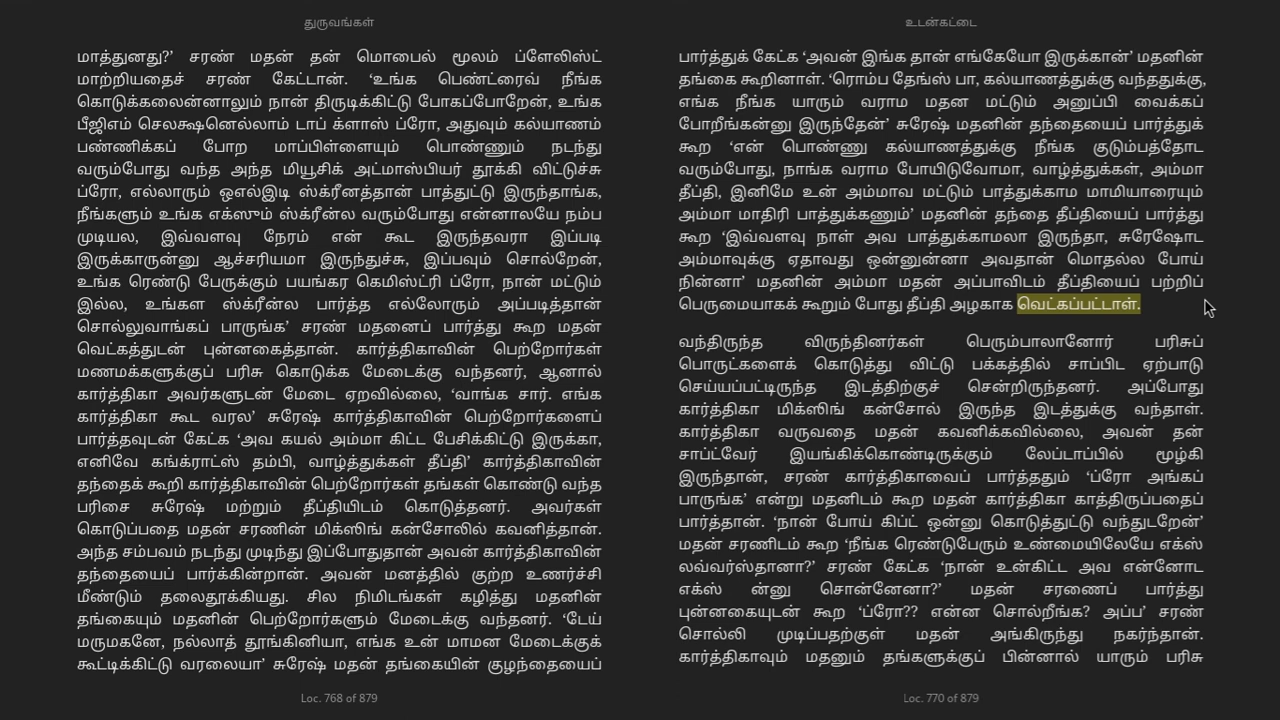 துருவங்கள்
மாத்துனது?’ சரண் மதன் தன் மொபைல் மூலம் ப்ளேலிஸ்ட்
மாற்றியதைச் சரண் கேட்டான். ‘உங்க பெண்ட்ரைவ் நீங்க
கொடுக்கலைன்னாலும் நான் திருடிக்கிட்டு போகப்போறேன், உங்க
பீஜிஎம் செலக்ஷனெல்லாம் டாப் க்ளாஸ் ப்ரோ, அதுவும் கல்யாணம்
பண்ணிக்கப் போற மாப்பிள்ளையும் பொண்ணும் நடந்து
வரும்போது வந்த அந்த மியூசிக் அட்மாஸ்பியர் தூக்கி விட்டுச்சு
ப்ரோ, எல்லாரும் ஒஎல்இடி ஸ்க்ரீனத்தான் பாத்துட்டு இருந்தாங்க,
நீங்களும் உங்க எக்ஸும் ஸ்க்ரீன்ல வரும்போது என்னாலயே நம்ப
முடியல, இவ்வளவு நேரம் என் கூட இருந்தவரா இப்படி
இருக்காருன்னு ஆச்சரியமா இருந்துச்சு, இப்பவும் சொல்றேன்,
உங்க ரெண்டு பேருக்கும் பயங்கர கெமிஸ்ட்ரி ப்ரோ, நான் மட்டும்
இல்ல, உங்கள ஸ்க்ரீன்ல பார்த்த எல்லோரும் அப்படித்தான்
சொல்லுவாங்கப் பாருங்க’ சரண் மதனைப் பார்த்து கூற மதன்
வெட்கத்துடன் புன்னகைத்தான். கார்த்திகாவின் பெற்றோர்கள்
மணமக்களுக்குப் பரிசு கொடுக்க மேடைக்கு வந்தனர், ஆனால்
கார்த்திகா அவர்களுடன் மேடை ஏறவில்லை, ‘வாங்க சார். எங்க
கார்த்திகா கூட வரல’ சுரேஷ் கார்த்திகாவின் பெற்றோர்களைப்
பார்த்தவுடன் கேட்க ‘அவ கயல் அம்மா கிட்ட பேசிக்கிட்டு இருக்கா,
எனிவே கங்க்ராட்ஸ் தம்பி, வாழ்த்துக்கள் தீப்தி’ கார்த்திகாவின்
தந்தைக் கூறி கார்த்திகாவின் பெற்றோர்கள் தங்கள் கொண்டு வந்த
பரிசை சுரேஷ் மற்றும் தீப்தியிடம் கொடுத்தனர். அவர்கள்
கொடுப்பதை மதன் சரணின் மிக்ஸிங் கன்சோலில் கவனித்தான்.
அந்த சம்பவம் நடந்து முடிந்து இப்போதுதான் அவன் கார்த்திகாவின்
தந்தையைப் பார்க்கின்றான். அவன் மனத்தில் குற்ற உணர்ச்சி
மீண்டும் தலைதூக்கியது. சில நிமிடங்கள் கழித்து மதனின்
தங்கையும் மதனின் பெற்றோர்களும் மேடைக்கு வந்தனர். ‘டேய்
மருமகனே, நல்லாத் தூங்கினியா, எங்க உன் மாமன மேடைக்குக்
கூட்டிக்கிட்டு வரலையா’ சுரேஷ் மதன் தங்கையின் குழந்தையைப்
Loc. 768 of 879
உடன்கட்டை
பார்த்துக் கேட்க ‘அவன் இங்க தான் எங்கேயோ இருக்கான்’ மதனின்
தங்கை கூறினாள். ‘ரொம்ப தேங்ஸ் பா, கல்யாணத்துக்கு வந்ததுக்கு,
எங்க நீங்க யாரும் வராம மதன மட்டும் அனுப்பி வைக்கப்
போறீங்கன்னு இருந்தேன்’ சுரேஷ் மதனின் தந்தையைப் பார்த்துக்
கூற ‘என் பொண்ணு கல்யாணத்துக்கு நீங்க குடும்பத்தோட
வரும்போது, நாங்க வராம போயிடுவோமா, வாழ்த்துக்கள், அம்மா
தீப்தி, இனிமே உன் அம்மாவ மட்டும் பாத்துக்காம மாமியாரையும்
அம்மா மாதிரி பாத்துக்கணும்’ மதனின் தந்தை தீப்தியைப் பார்த்து
கூற ‘இவ்வளவு நாள் அவ பாத்துக்காமலா இருந்தா, சுரேஷோட
அம்மாவுக்கு ஏதாவது ஒன்னுன்னா அவதான் மொதல்ல போய்
நின்னா’ மதனின் அம்மா மதன் அப்பாவிடம் தீப்தியைப் பற்றிப்
பெருமையாகக் கூறும் போது தீப்தி அழகாக வெட்கப்பட்டாள்.
வந்திருந்த விருந்தினர்கள் பெரும்பாலானோர் பரிசுப்
பொருட்களைக் கொடுத்து விட்டு பக்கத்தில் சாப்பிட ஏற்பாடு
செய்யப்பட்டிருந்த இடத்திற்குச் சென்றிருந்தனர். அப்போது
கார்த்திகா மிக்ஸிங் கன்சோல் இருந்த இடத்துக்கு வந்தாள்.
கார்த்திகா வருவதை மதன் கவனிக்கவில்லை, அவன் தன்
சாப்ட்வேர் இயங்கிக்கொண்டிருக்கும் லேப்டாப்பில் மூழ்கி
இருந்தான், சரண் கார்த்திகாவைப் பார்த்ததும் ‘ப்ரோ அங்கப்
பாருங்க’ என்று மதனிடம் கூற மதன் கார்த்திகா காத்திருப்பதைப்
பார்த்தான். ‘நான் போய் கிப்ட் ஒன்னு கொடுத்துட்டு வந்துடறேன்’
மதன் சரணிடம் கூற ‘நீங்க ரெண்டுபேரும் உண்மையிலேயே எக்ஸ்
லவ்வர்ஸ்தானா?’ சரண் கேட்க ‘நான் உன்கிட்ட அவ என்னோட
எக்ஸ் ன்னு சொன்னேனா?’ மதன் சரணைப் பார்த்து
புன்னகையுடன் கூற ‘ப்ரோ?? என்ன சொல்றீங்க? அப்ப’ சரண்
சொல்லி முடிப்பதற்குள் மதன் அங்கிருந்து நகர்ந்தான்.
கார்த்திகாவும் மதனும் தங்களுக்குப் பின்னால் யாரும் பரிசு
Loc. 770 of 879